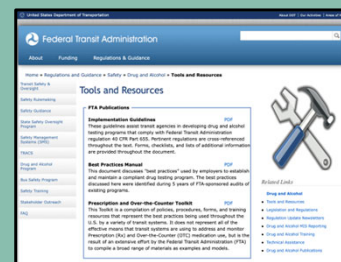 United States Department of Transportation
About DOT | Our Activities | Areas of
Federal Transit Administration
About Funding Regulations & Guidance
Home » Regulations and Guidance » Safety » Drug and Alcohol » Tools and Resources
Transit Safety &
Oversight
Safety Rulemaking
Safety Guidance
State Safety Oversight
Program
Safety Management
Systems (SMS)
TRACS
Drug and Alcohol
Program
Bus Safety Program
Safety Training
Stakeholder Outreach
FAQ
Tools and Resources
FTA Publications
Implementation Guidelines PDF
These guidelines assist transit agencies in developing drug and alcohol
testing programs that comply with Federal Transit Administration
regulation 49 CFR Part 655. Pertinent regulations are cross-referenced
throughout the text. Forms, checklists, and lists of additional information
are provided throughout the document.
Best Practices Manual PDF
This document discusses "best practices" used by employers to establish
and maintain a compliant drug testing program. The best practices
discussed here were identified during 5 years of FTA-sponsored audits of
existing programs.
Prescription and Over-the-Counter Toolkit PDF
This Toolkit is a compilation of policies, procedures, forms, and training
resources that represent the best practices being used throughout the
U.S. by a variety of transit systems. It does not represent all of the
effective means that transit systems are using to address and monitor
Prescription (Rx) and Over-the-Counter (OTC) medication use, but is the
result of an extensive effort by the Federal Transit Administration (FTA)
to compile a broad range of materials as examples and models.
Related Links
Drug and Alcohol
Tools and Resources
Legislation and Regulations
Regulation Update Newsletters
Drug and Alcohol MIS Reporting
Drug and Alcohol Training
Technical Assistance
Drug and Alcohol Publications